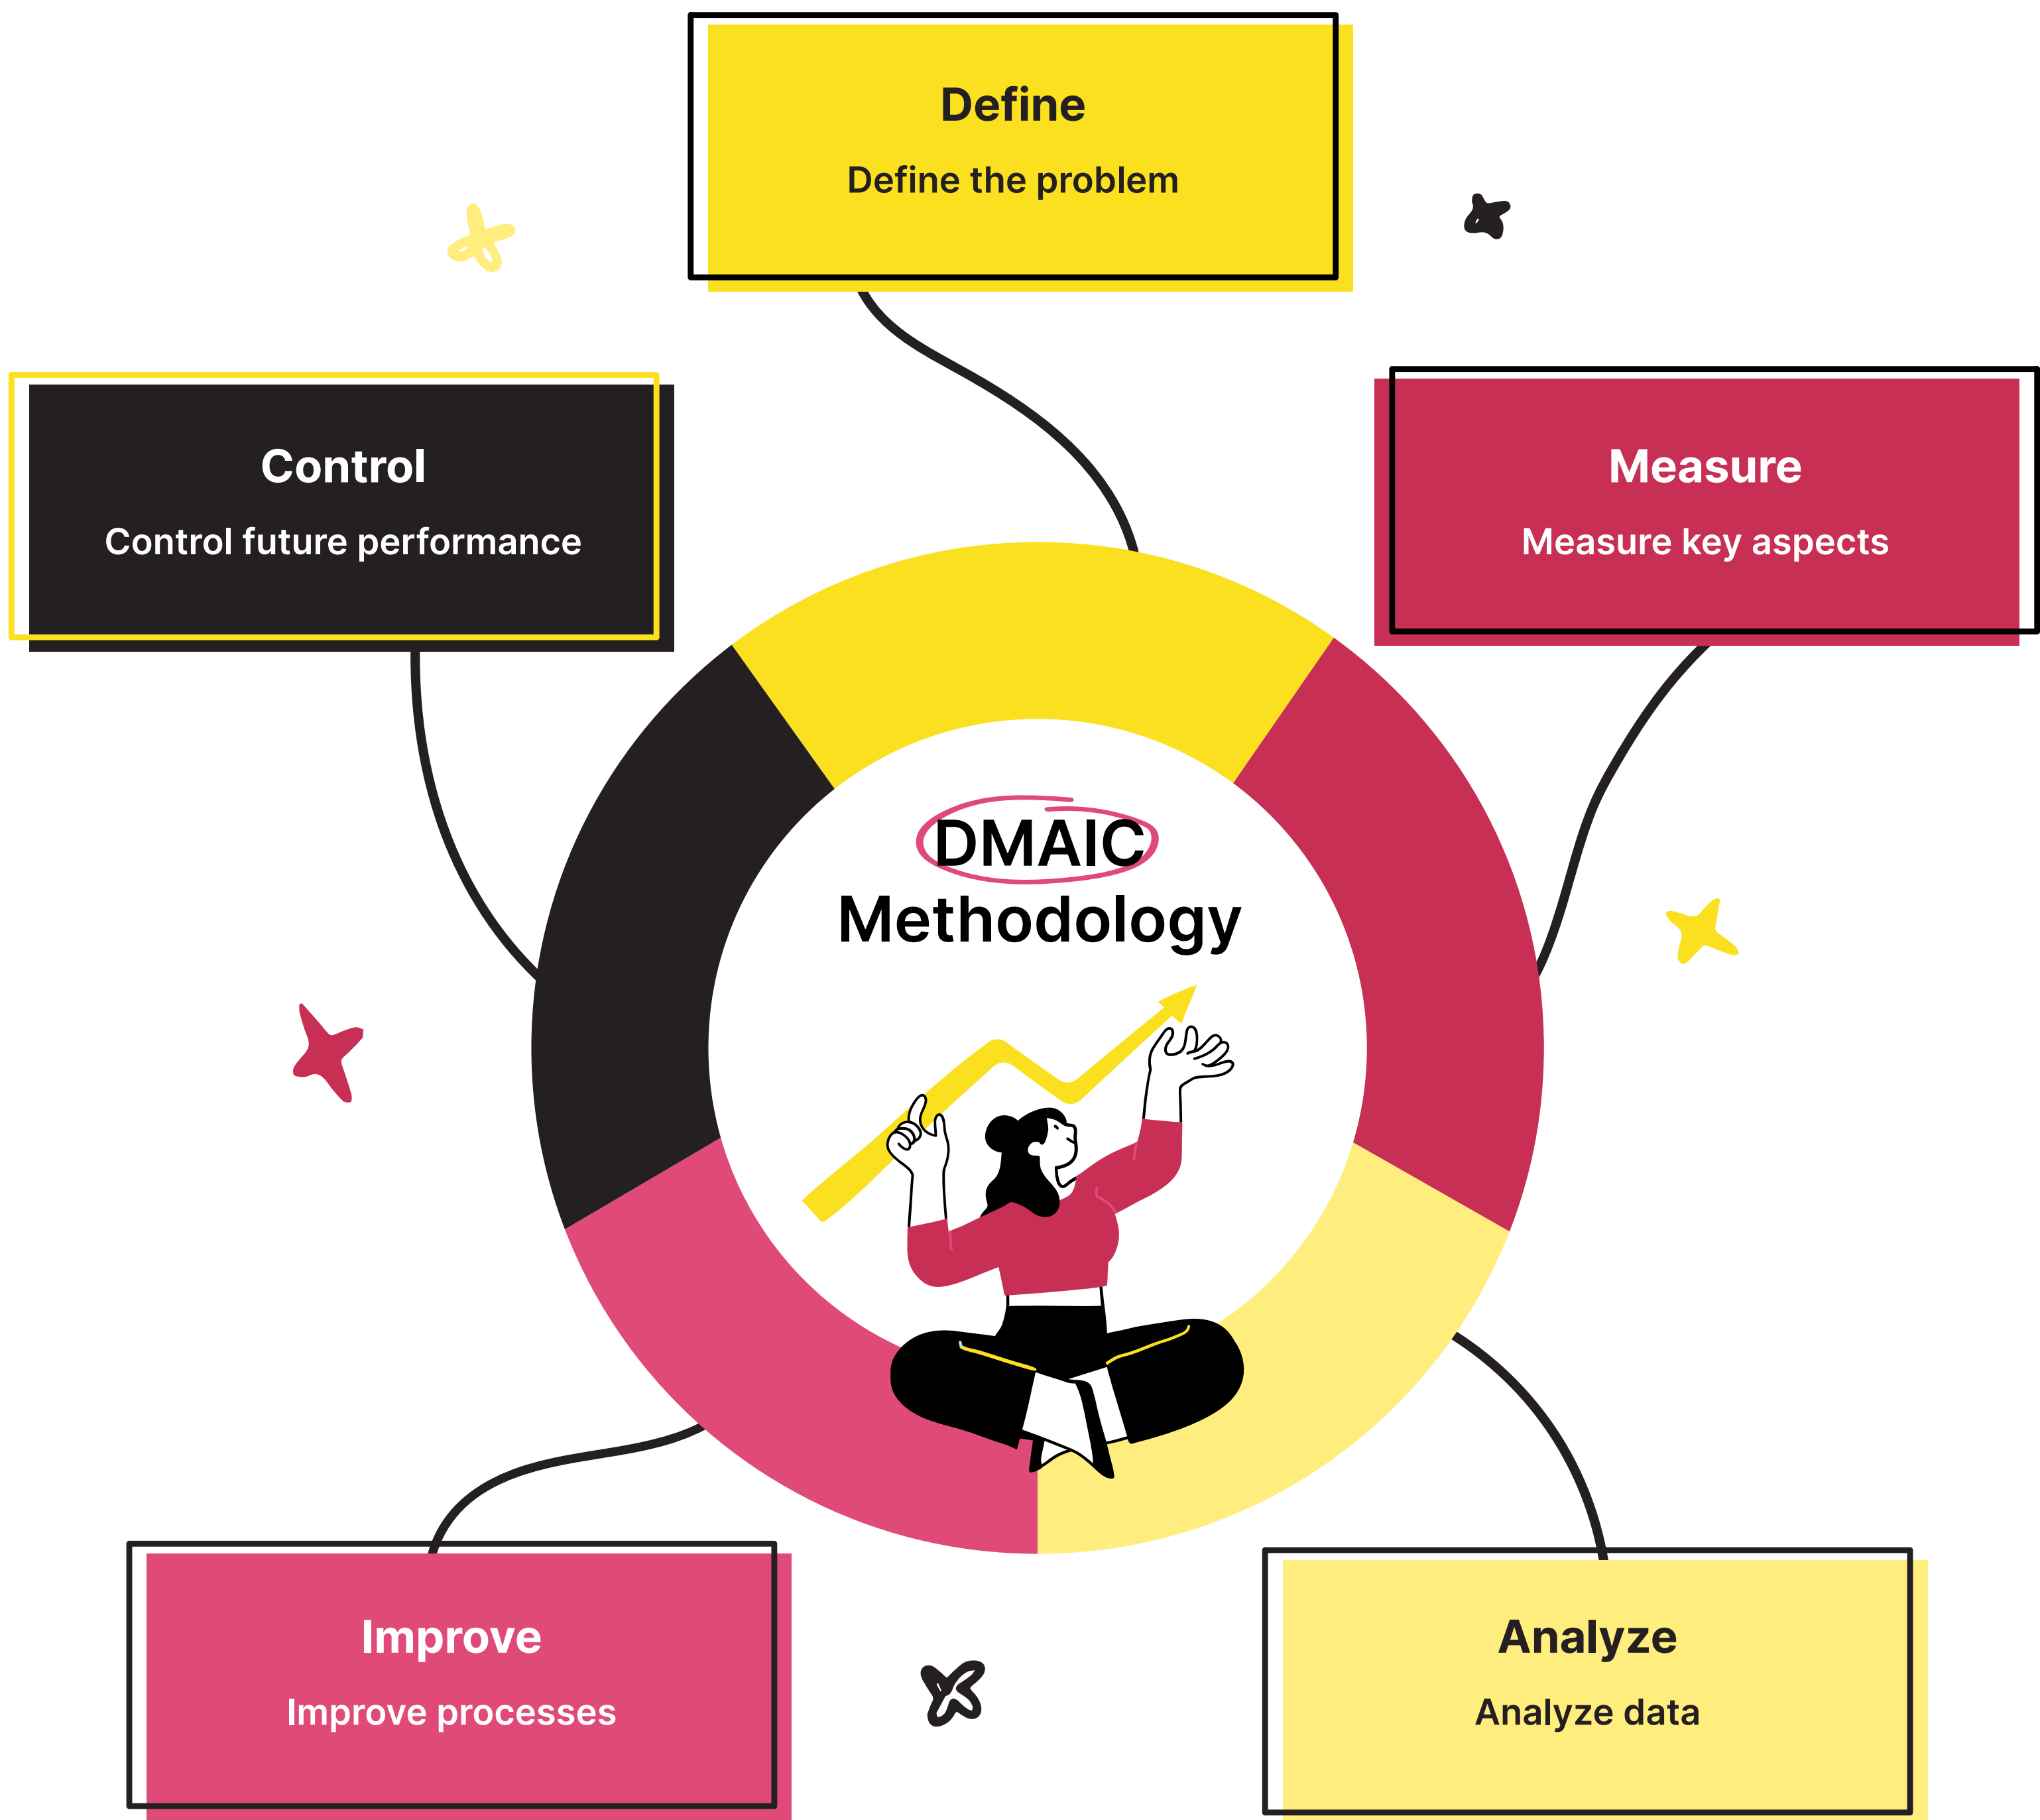 Define
Define the problem
Control
Control future performance
Measure
Measure key aspects
DMAIC
Methodology
Improve
Improve processes
Analyze
Analyze data